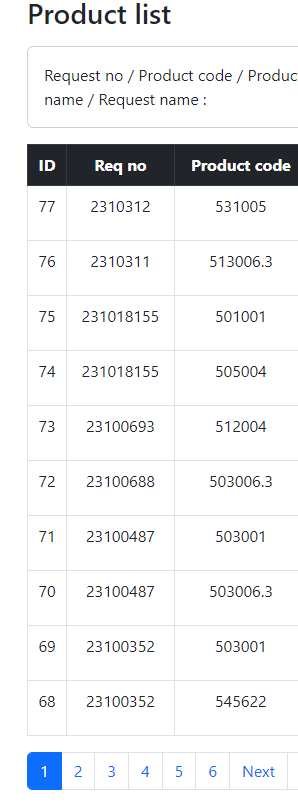 Product list
Request no / Product code / Produc
name / Request name :
ID Req no Product code
77 2310312 531005
76 2310311 513006.3
75 231018155 501001
74 231018155 505004
73 23100693 512004
72 23100688 503006.3
71 23100487 503001
70 23100487 503006.3
69 23100352 503001
68 23100352 545622
1 2 3 4 5 6 Next